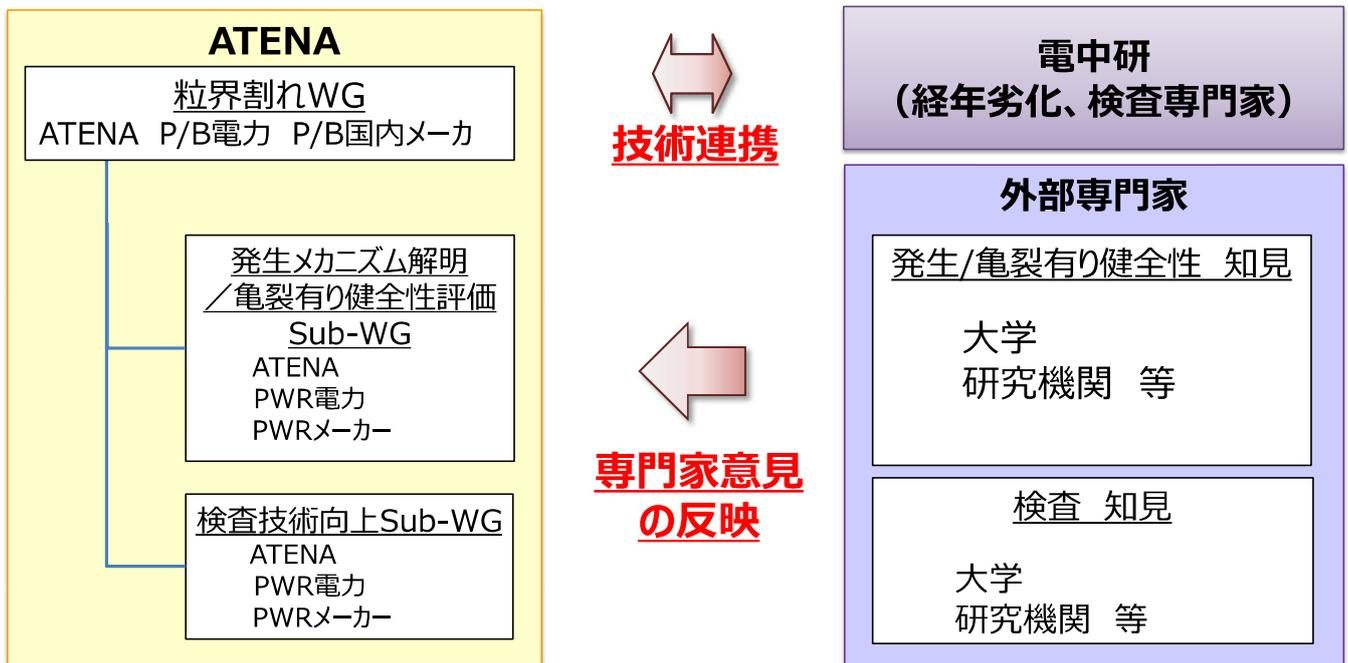 ATENA
粒界割れWG
ATENA P/B電力 P/B国内メーカ
発生メカニズム解明
／亀裂有り健全性評価
Sub-WG
ATENA
PWR電力
PWRメーカー
検査技術向上Sub-WG
ATENA
PWR電力
PWRメーカー
技術連携
専門家意見
の反映
電中研
（経年劣化、検査専門家）
外部専門家
発生/亀裂有り健全性　知見
大学
研究機関　等
検査　知見
大学
研究機関　等